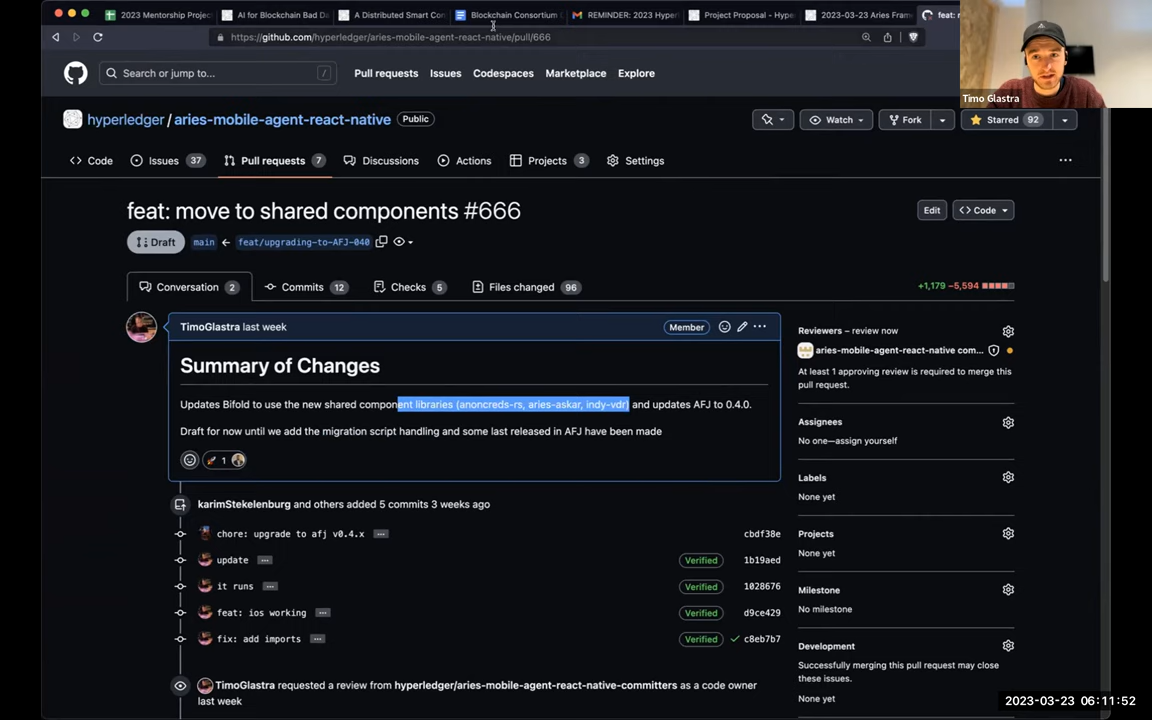 2023 Mentorship Projec
AI for Blockchain Bad Da
A Distributed Smart Con
Blockchain Consortium (
REMINDER: 2023 Hyperl
Project Proposal - Hype
2023-03-23 Aries Fram
feat: m
https://github.com/hyperledger/aries-mobile-agent-react-native/pull/666
Search or jump to...
/
Pull requests
Issues
Codespaces
Marketplace
Explore
Timo Glastra
hyperledger / aries-mobile-agent-react-native
Public
Watch
Fork
Starred 92
Code
Issues 37
Pull requests 7
Discussions
Actions
Projects 3
Settings
feat: move to shared components #666
Edit
<> Code
Draft
main
feat/upgrading-to-AFJ-040
Conversation 2
Commits 12
Checks 5
Files changed 96
+1,179 −5,594
TimoGlastra last week
Member
Summary of Changes
Updates Bifold to use the new shared component libraries (anoncreds-rs, aries-askar, indy-vdr) and updates AFJ to 0.4.0.
Draft for now until we add the migration script handling and some last released in AFJ have been made
1
karimStekelenburg and others added 5 commits 3 weeks ago
chore: upgrade to afj v0.4.x
cbdf38e
update
Verified
1b19aed
it runs
Verified
1028676
feat: ios working
Verified
d9ce429
fix: add imports
Verified
c8eb7b7
TimoGlastra requested a review from hyperledger/aries-mobile-agent-react-native-committers as a code owner
last week
Reviewers – review now
aries-mobile-agent-react-native com...
At least 1 approving review is required to merge this
pull request.
Assignees
No one—assign yourself
Labels
None yet
Projects
None yet
Milestone
No milestone
Development
Successfully merging this pull request may close
these issues.
None yet
2023-03-23 06:11:52